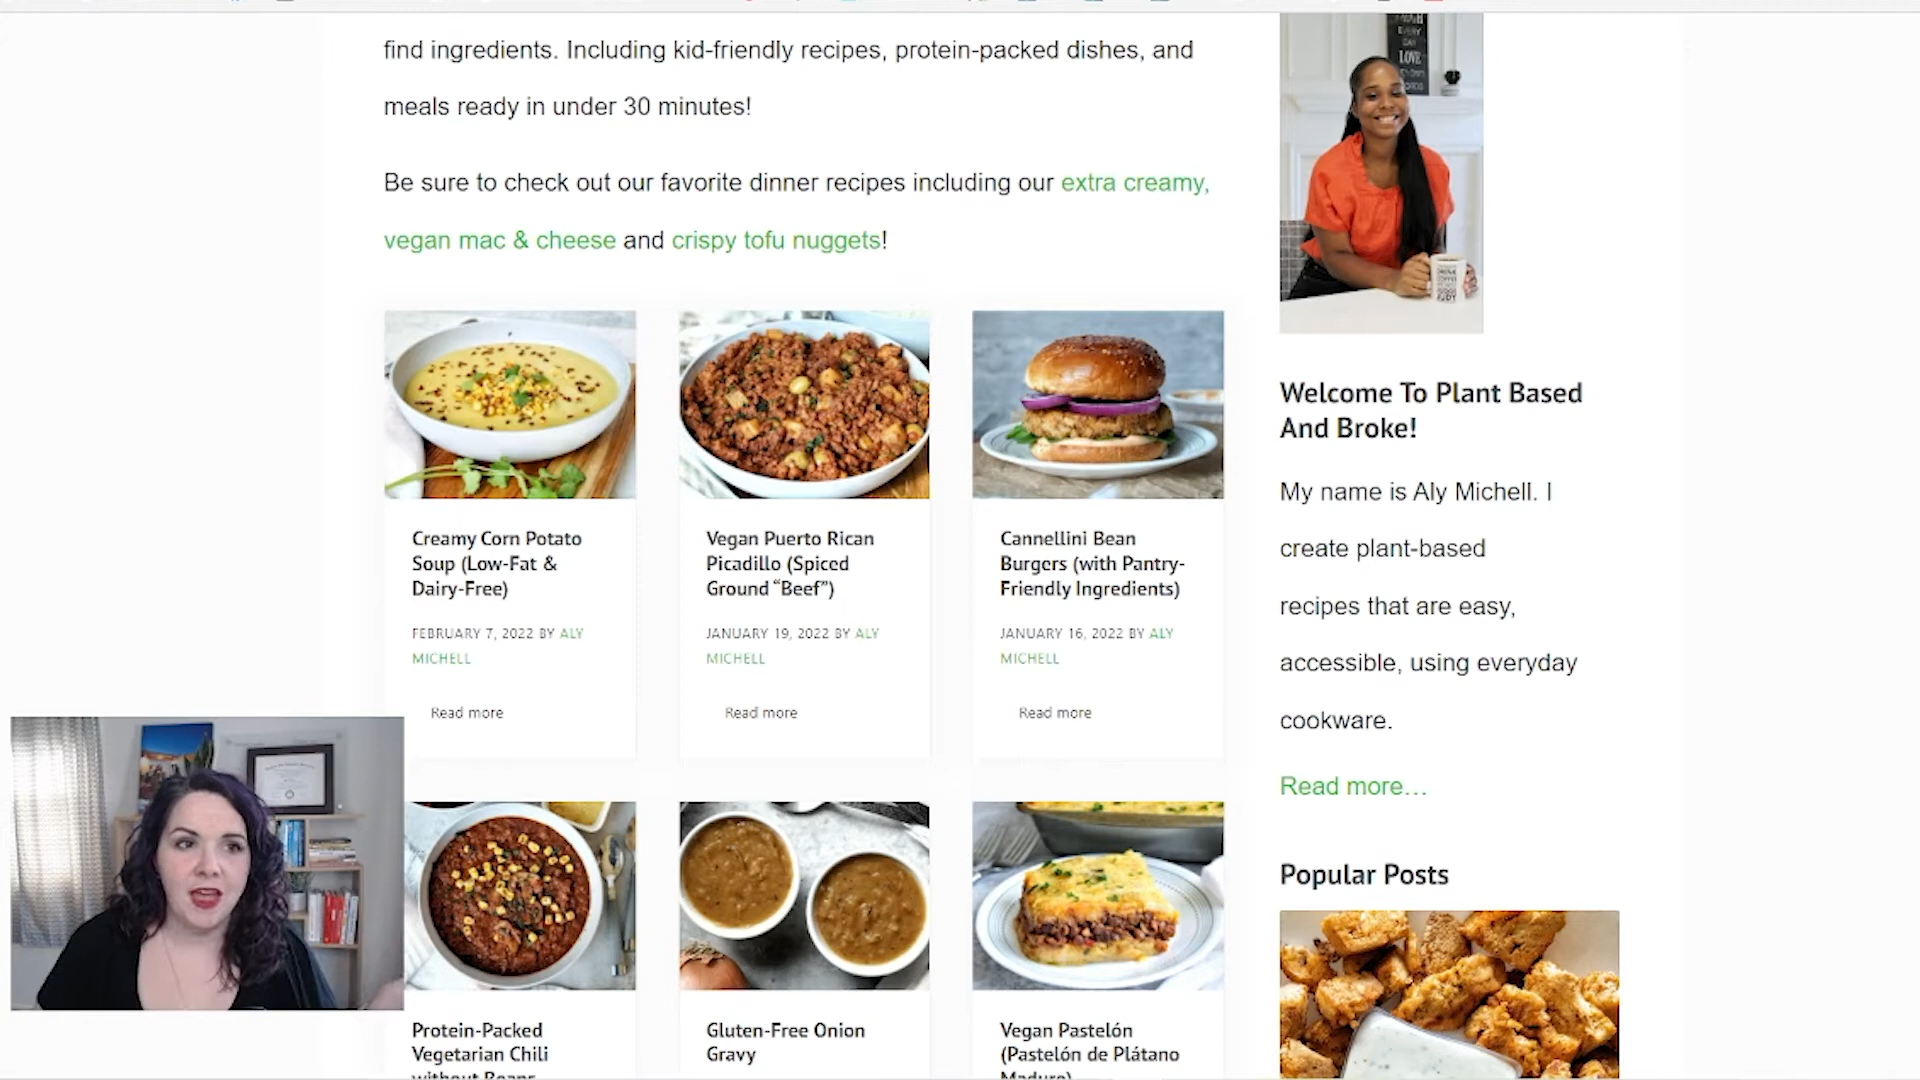 find ingredients. Including kid-friendly recipes, protein-packed dishes, and
meals ready in under 30 minutes!
Be sure to check out our favorite dinner recipes including our extra creamy,
vegan mac & cheese and crispy tofu nuggets!
Creamy Corn Potato
Soup (Low-Fat &
Dairy-Free)
FEBRUARY 7, 2022 BY ALY
MICHELL
Read more
Vegan Puerto Rican
Picadillo (Spiced
Ground “Beef”)
JANUARY 19, 2022 BY ALY
MICHELL
Read more
Cannellini Bean
Burgers (with Pantry-
Friendly Ingredients)
JANUARY 16, 2022 BY ALY
MICHELL
Read more
Protein-Packed
Vegetarian Chili
without Beans
Gluten-Free Onion
Gravy
Vegan Pastelón
(Pastelón de Plátano
Maduro)
EVERY
DAY
LOVE
Welcome To Plant Based
And Broke!
My name is Aly Michell. I
create plant-based
recipes that are easy,
accessible, using everyday
cookware.
Read more…
Popular Posts